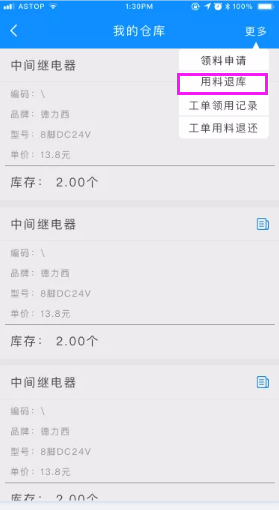 ASTOP 1:30PM 100%
我的仓库 更多
中间继电器 领料申请
用料退库
编码：\ 工单领用记录
品牌：德力西
型号：8脚DC24V 工单用料退还
单价：13.8元
库存： 2.00个
中间继电器
编码：\
品牌：德力西
型号：8脚DC24V
单价：13.8元
库存： 2.00个
中间继电器
编码：\
品牌：德力西
型号：8脚DC24V
单价：13.8元
库存： 2.00个